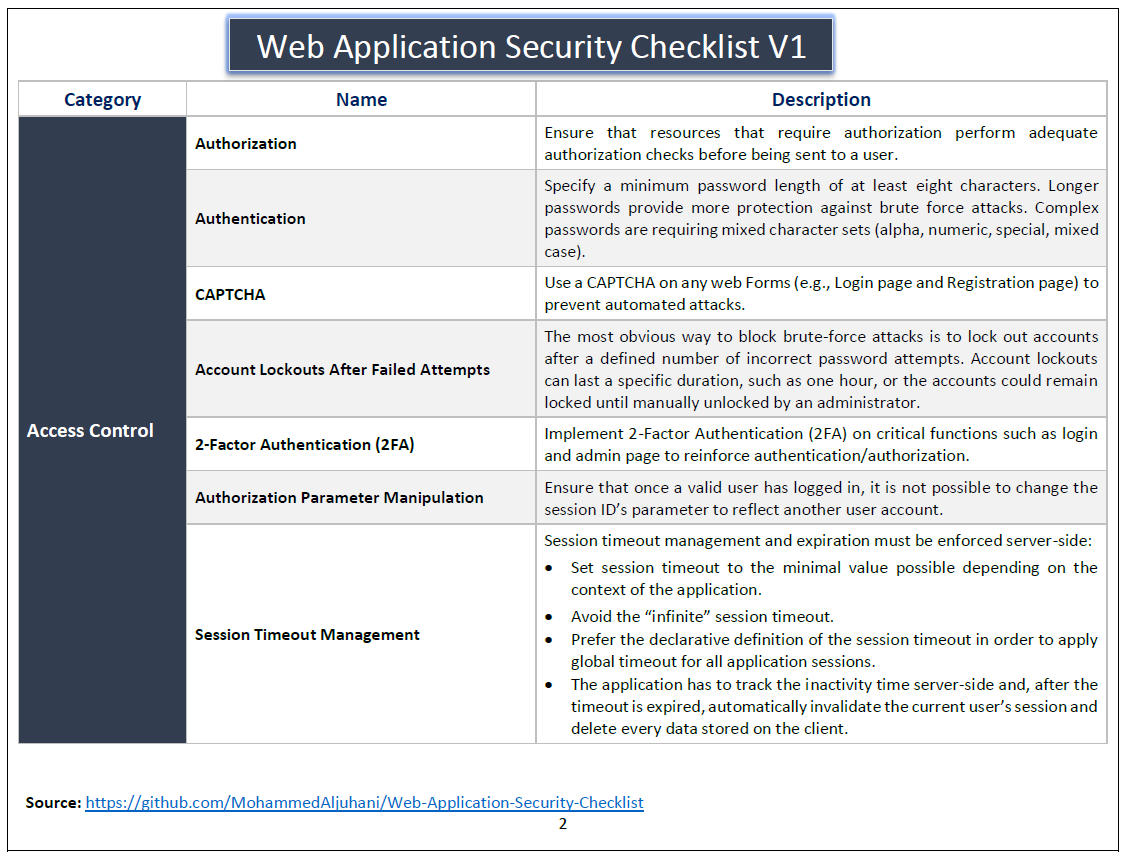 Web Application Security Checklist V1
Category
Name
Description
Access Control
Authorization
Ensure that resources that require authorization perform adequate
authorization checks before being sent to a user.
Authentication
Specify a minimum password length of at least eight characters. Longer
passwords provide more protection against brute force attacks. Complex
passwords are requiring mixed character sets (alpha, numeric, special, mixed
case).
CAPTCHA
Use a CAPTCHA on any web Forms (e.g., Login page and Registration page) to
prevent automated attacks.
Account Lockouts After Failed Attempts
The most obvious way to block brute-force attacks is to lock out accounts
after a defined number of incorrect password attempts. Account lockouts
can last a specific duration, such as one hour, or the accounts could remain
locked until manually unlocked by an administrator.
2-Factor Authentication (2FA)
Implement 2-Factor Authentication (2FA) on critical functions such as login
and admin page to reinforce authentication/authorization.
Authorization Parameter Manipulation
Ensure that once a valid user has logged in, it is not possible to change the
session ID’s parameter to reflect another user account.
Session Timeout Management
Session timeout management and expiration must be enforced server-side:
• Set session timeout to the minimal value possible depending on the
context of the application.
• Avoid the “infinite” session timeout.
• Prefer the declarative definition of the session timeout in order to apply
global timeout for all application sessions.
• The application has to track the inactivity time server-side and, after the
timeout is expired, automatically invalidate the current user’s session and
delete every data stored on the client.
Source: https://github.com/MohammedAljuhani/Web-Application-Security-Checklist
2